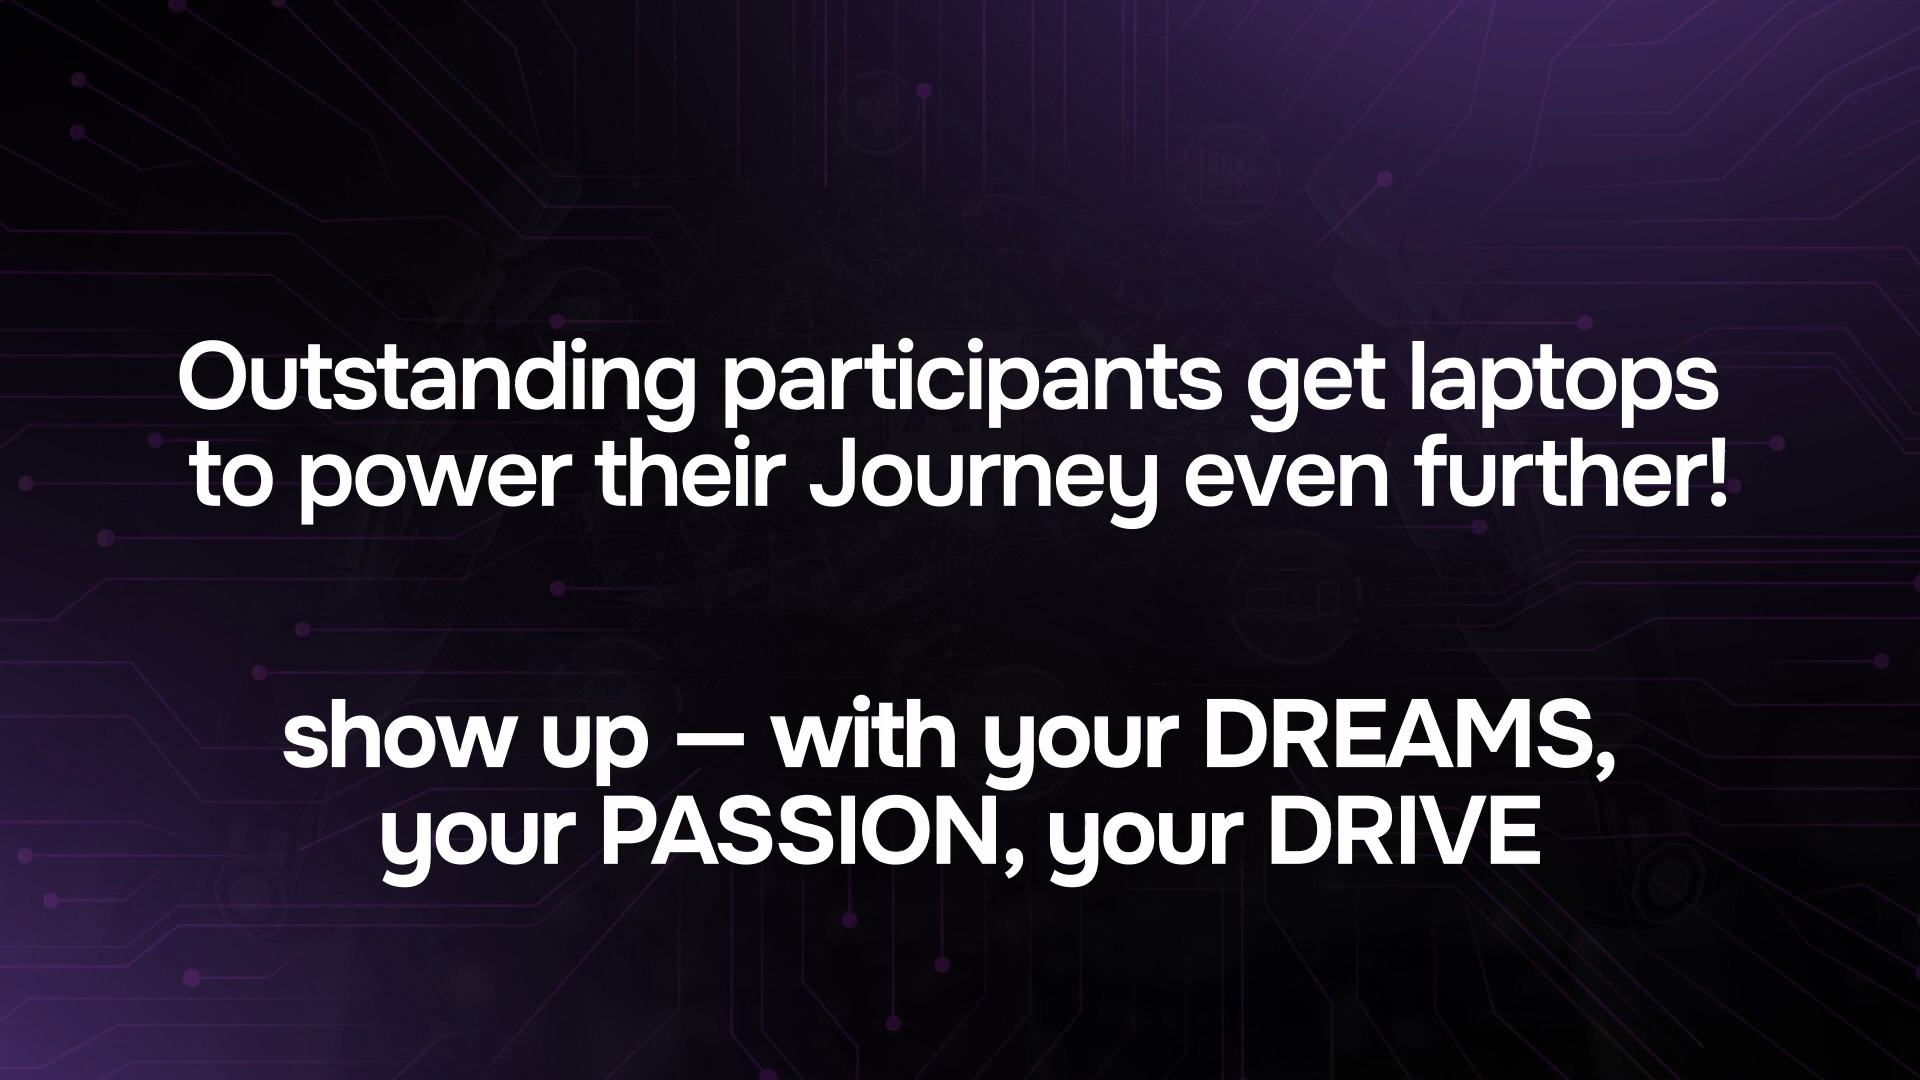 Outstanding participants get laptops
to power their Journey even further!
show up — with your DREAMS,
your PASSION, your DRIVE